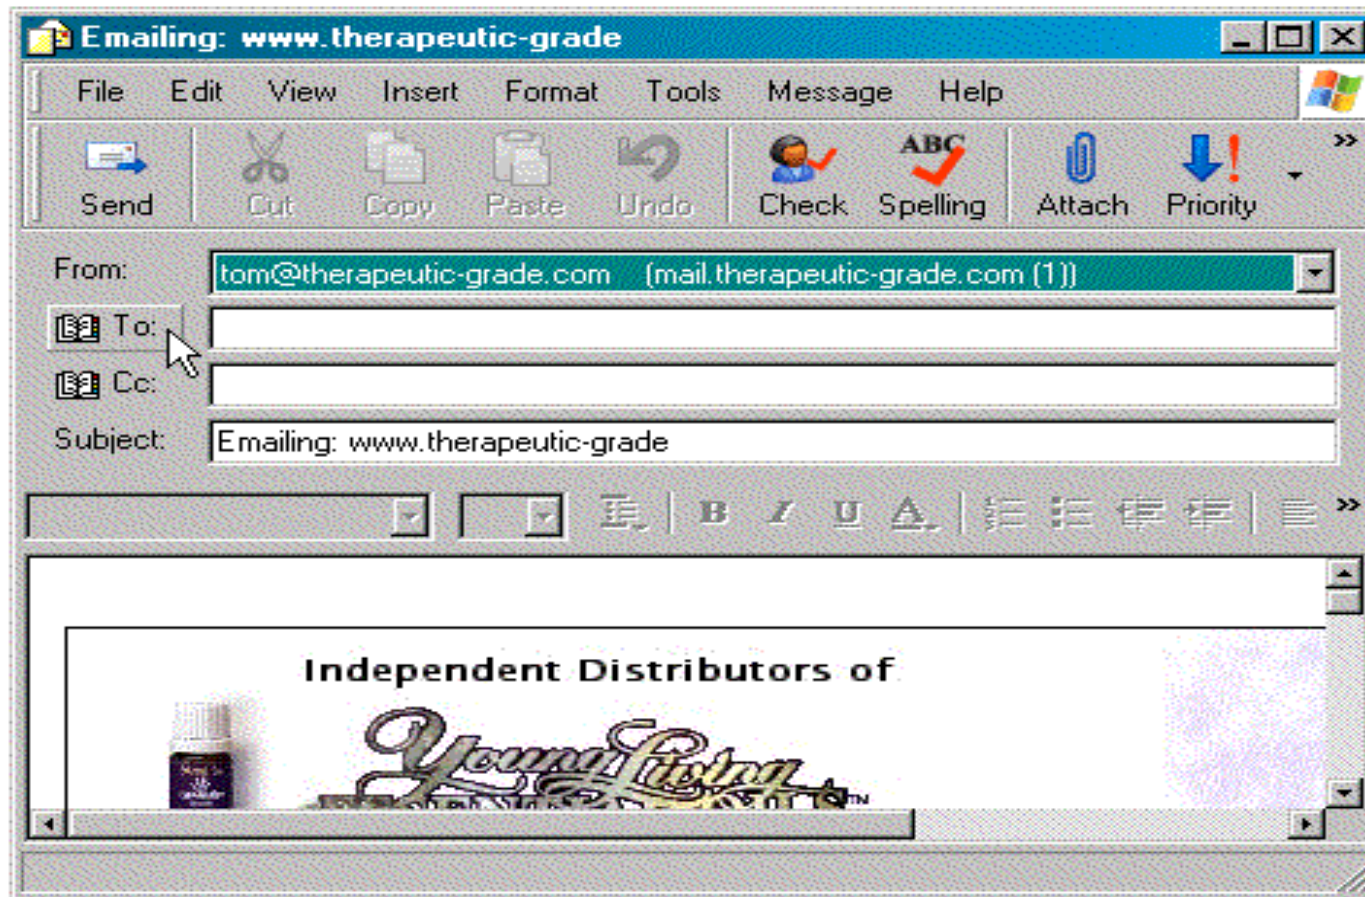 Emailing: www.therapeutic-grade
File Edit View Insert Format Tools Message Help
ABC
Send Cut Copy Paste Undo Check Spelling Attach Priority
From: tom@therapeutic-grade.com (mail.therapeutic-grade.com (1))
To:
Cc:
Subject: Emailing: www.therapeutic-grade
B I U A
Independent Distributors of
Young Living